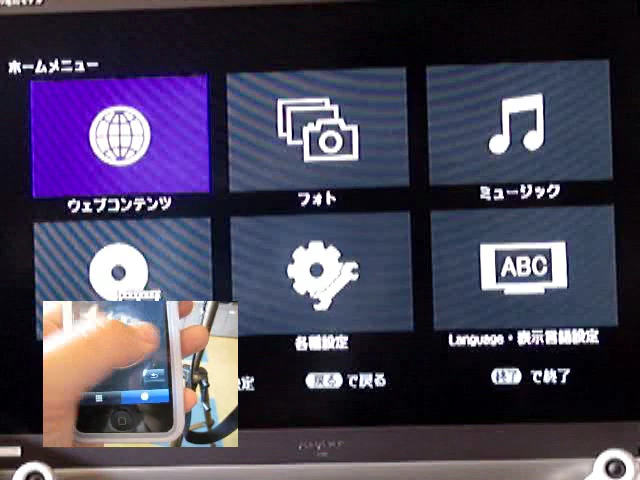 ホームメニュー
ウェブコンテンツ
フォト
ミュージック
ABC
各種設定
Language・表示言語設定
戻る で戻る
終了 で終了